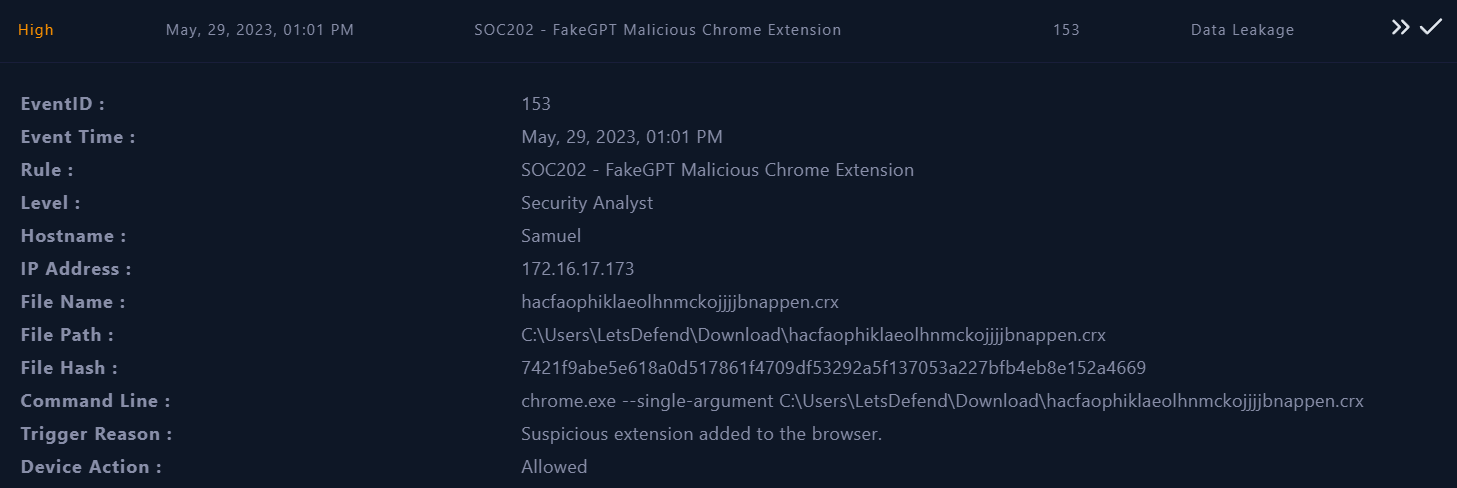 High May, 29, 2023, 01:01 PM SOC202 - FakeGPT Malicious Chrome Extension 153 Data Leakage
EventID : 153
Event Time : May, 29, 2023, 01:01 PM
Rule : SOC202 - FakeGPT Malicious Chrome Extension
Level : Security Analyst
Hostname : Samuel
IP Address : 172.16.17.173
File Name : hacfaophiklaeolhnmckojjjjbnappen.crx
File Path : C:\Users\LetsDefend\Download\hacfaophiklaeolhnmckojjjjbnappen.crx
File Hash : 7421f9abe5e618a0d517861f4709df53292a5f137053a227bfb4eb8e152a4669
Command Line : chrome.exe --single-argument C:\Users\LetsDefend\Download\hacfaophiklaeolhnmckojjjjbnappen.crx
Trigger Reason : Suspicious extension added to the browser.
Device Action : Allowed